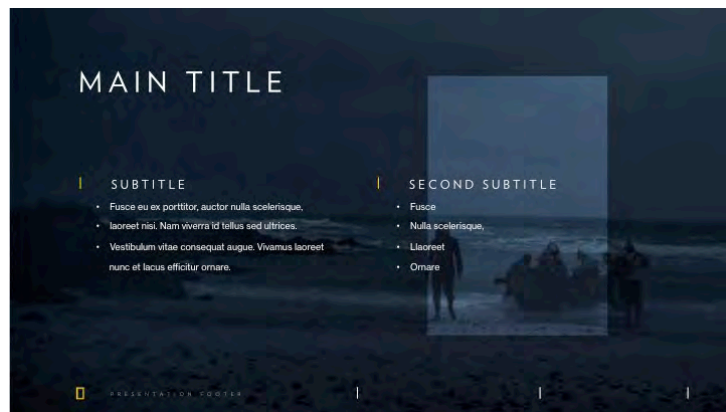 MAIN TITLE
SUBTITLE
• Fusce eu ex porttitor, auctor nulla scelerisque,
• laoreet nisi. Nam viverra id tellus sed ultrices.
• Vestibulum vitae consequat augue. Vivamus laoreet
nunc et lacus efficitur ornare.
SECOND SUBTITLE
• Fusce
• Nulla scelerisque,
• Llaoreet
• Ornare
PRESENTATION FOOTER